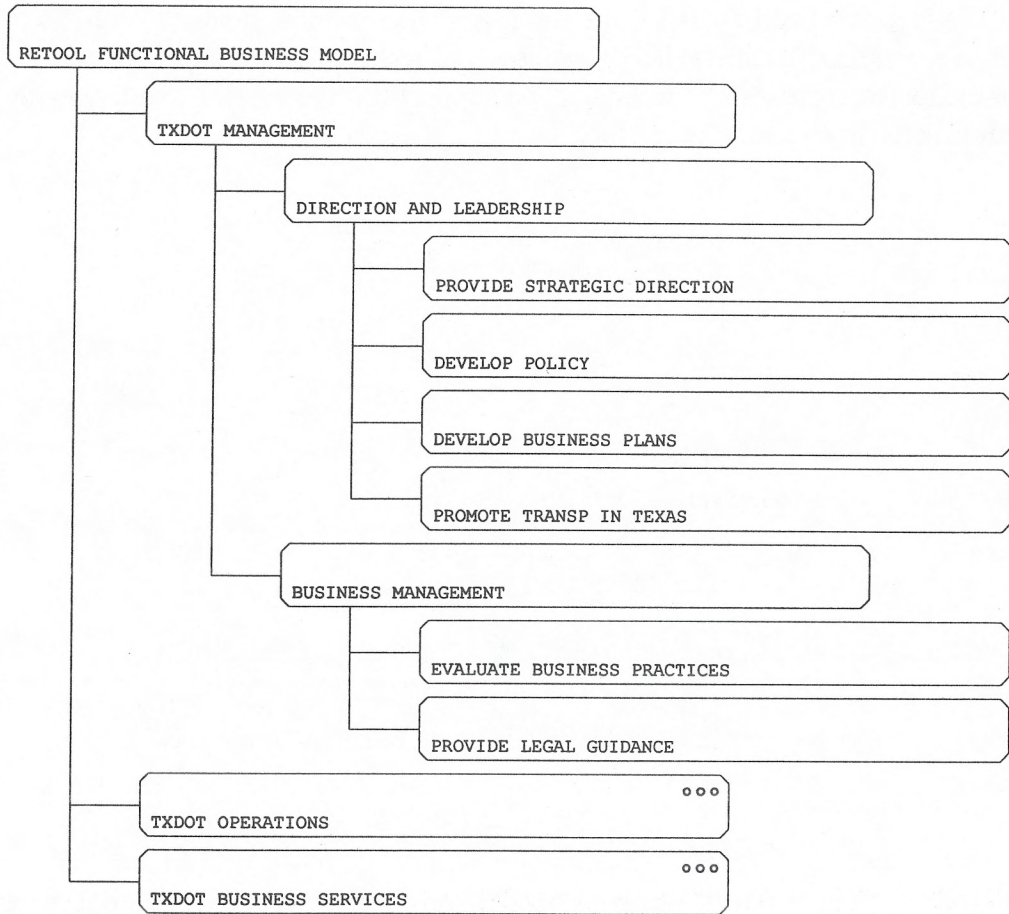 RETOOL FUNCTIONAL BUSINESS MODEL
TXDOT MANAGEMENT
DIRECTION AND LEADERSHIP
PROVIDE STRATEGIC DIRECTION
DEVELOP POLICY
DEVELOP BUSINESS PLANS
PROMOTE TRANSP IN TEXAS
BUSINESS MANAGEMENT
EVALUATE BUSINESS PRACTICES
PROVIDE LEGAL GUIDANCE
TXDOT OPERATIONS
TXDOT BUSINESS SERVICES